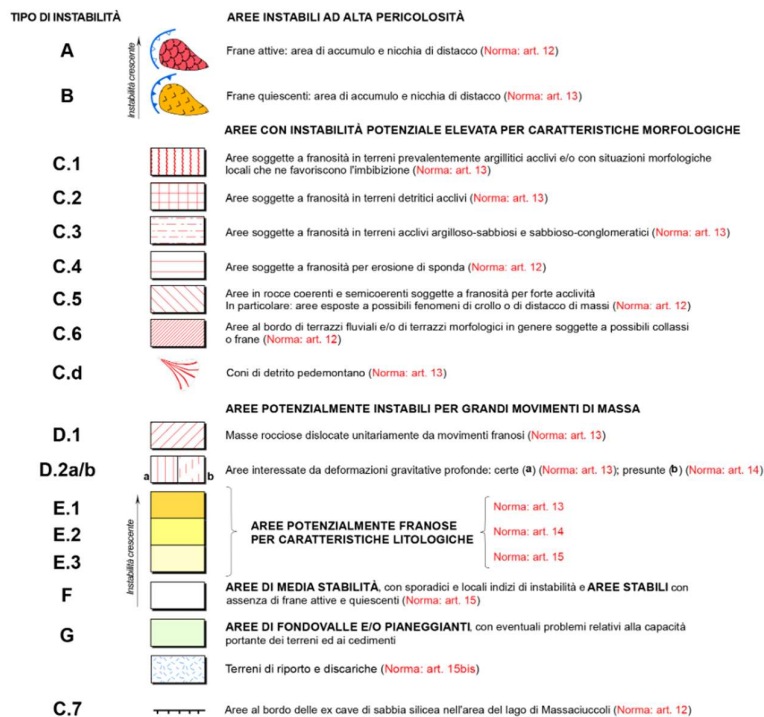 TIPO DI INSTABILITÀ
AREE INSTABILI AD ALTA PERICOLOSITÀ
A
Frane attive: area di accumulo e nicchia di distacco (Norma: art. 12)
Instabilità crescente
B
Frane quiescenti: area di accumulo e nicchia di distacco (Norma: art. 13)
AREE CON INSTABILITÀ POTENZIALE ELEVATA PER CARATTERISTICHE MORFOLOGICHE
C.1
Aree soggette a franosità in terreni prevalentemente argillitici acclivi e/o con situazioni morfologiche
locali che ne favoriscono l'imbibizione (Norma: art. 13)
C.2
Aree soggette a franosità in terreni detritici acclivi (Norma: art. 13)
C.3
Aree soggette a franosità in terreni acclivi argilloso-sabbiosi e sabbioso-conglomeratici (Norma: art. 13)
C.4
Aree soggette a franosità per erosione di sponda (Norma: art. 12)
C.5
Aree in rocce coerenti e semicoerenti soggette a franosità per forte acclività
In particolare: aree esposte a possibili fenomeni di crollo o di distacco di massi (Norma: art. 12)
C.6
Aree al bordo di terrazzi fluviali e/o di terrazzi morfologici in genere soggette a possibili collassi
o frane (Norma: art. 12)
C.d
Coni di detrito pedemontano (Norma: art. 13)
AREE POTENZIALMENTE INSTABILI PER GRANDI MOVIMENTI DI MASSA
D.1
Masse rocciose dislocate unitariamente da movimenti franosi (Norma: art. 13)
D.2a/b
a
b
Aree interessate da deformazioni gravitative profonde: certe (a) (Norma: art. 13); presunte (b) (Norma: art. 14)
E.1
Norma: art. 13
E.2
AREE POTENZIALMENTE FRANOSE
PER CARATTERISTICHE LITOLOGICHE
Norma: art. 14
E.3
Norma: art. 15
Instabilità crescente
F
AREE DI MEDIA STABILITÀ, con sporadici e locali indizi di instabilità e AREE STABILI con
assenza di frane attive e quiescenti (Norma: art. 15)
G
AREE DI FONDOVALLE E/O PIANEGGIANTI, con eventuali problemi relativi alla capacità
portante dei terreni ed ai cedimenti
Terreni di riporto e discariche (Norma: art. 15bis)
C.7
Aree al bordo delle ex cave di sabbia silicea nell'area del lago di Massaciuccoli (Norma: art. 12)